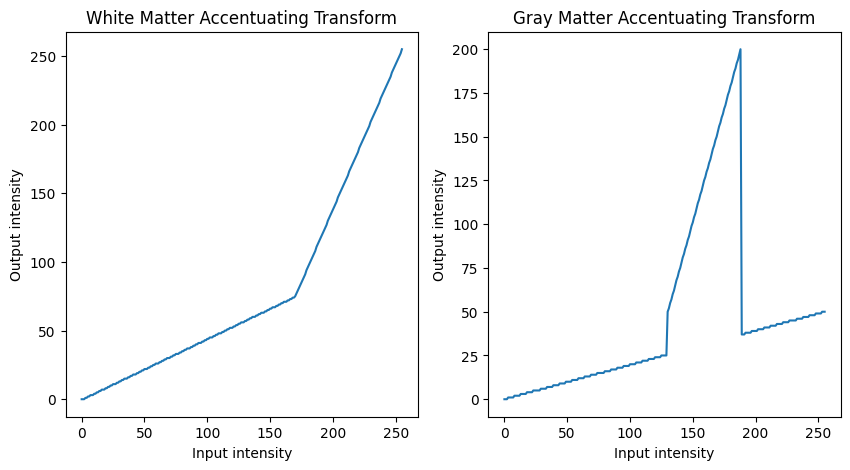 White Matter Accentuating Transform
250
200
150
100
50
0
Output intensity
0 50 100 150 200 250
Input intensity
Gray Matter Accentuating Transform
200
175
150
125
100
75
50
25
0
Output intensity
0 50 100 150 200 250
Input intensity